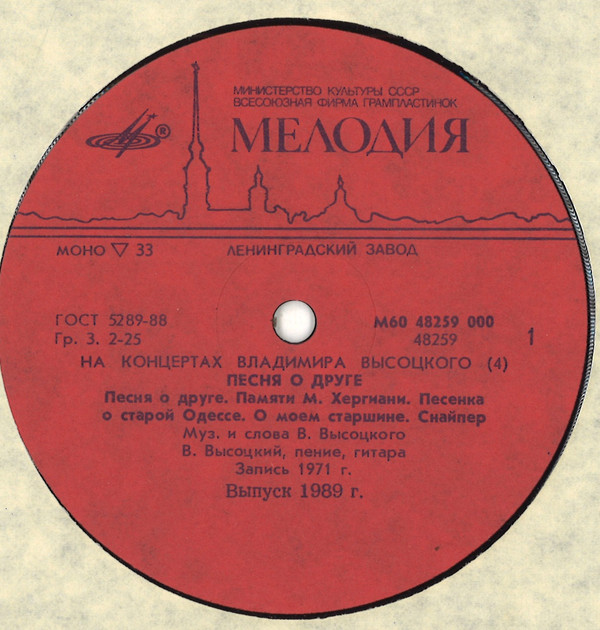 МИНИСТЕРСТВО КУЛЬТУРЫ СССР
ВСЕСОЮЗНАЯ ФИРМА ГРАМПЛАСТИНОК
МЕЛОДИЯ
®
МОНО ▽ 33 ЛЕНИНГРАДСКИЙ ЗАВОД
ГОСТ 5289-88 М60 48259 000
Гр. 3. 2-25 48259 1
НА КОНЦЕРТАХ ВЛАДИМИРА ВЫСОЦКОГО (4)
ПЕСНЯ О ДРУГЕ
Песня о друге. Памяти М. Хергиани. Песенка
о старой Одессе. О моем старшине. Снайпер
Муз. и слова В. Высоцкого
В. Высоцкий, пение, гитара
Запись 1971 г.
Выпуск 1989 г.